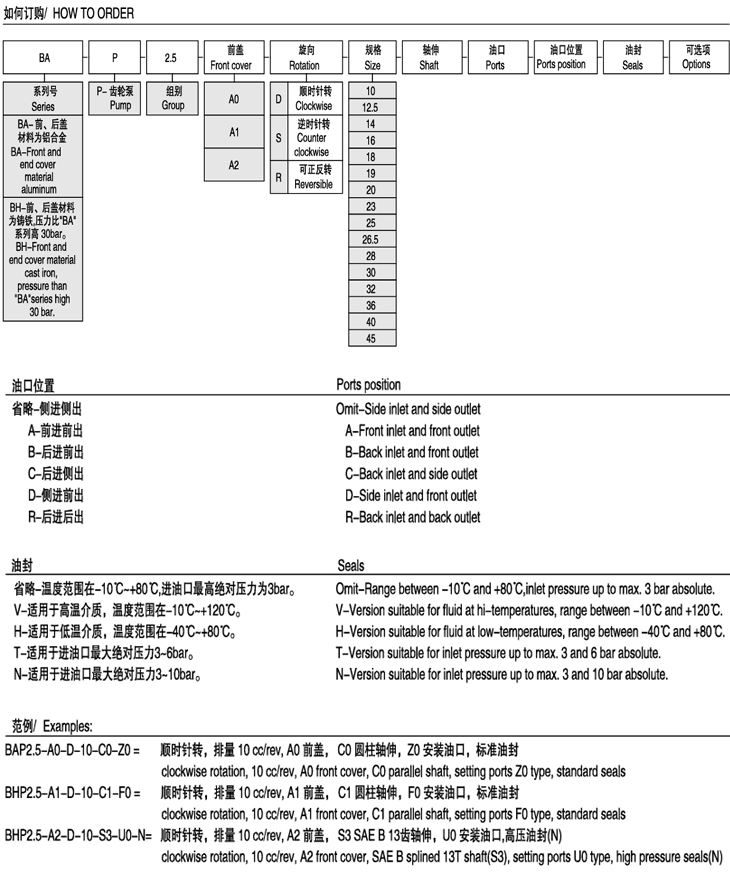 如何订购/ HOW TO ORDER
BA
P
2.5
前盖
Front cover
旋向
Rotation
规格
Size
轴伸
Shaft
油口
Ports
油口位置
Ports position
油封
Seals
可选项
Options
系列号
Series
BA-前、后盖
材料为铝合金
BA-Front and
end cover
material
aluminum
BH-前、后盖材料
为铸铁,压力比"BA"
系列高 30bar。
BH-Front and
end cover material
cast iron,
pressure than
"BA"series high
30 bar.
P- 齿轮泵
Pump
组别
Group
A0
A1
A2
D 顺时针转
Clockwise
S 逆时针转
Counter
clockwise
R 可正反转
Reversible
10
12.5
14
16
18
19
20
23
25
26.5
28
30
32
36
40
45
油口位置 Ports position
省略-侧进侧出 Omit-Side inlet and side outlet
A-前进前出 A-Front inlet and front outlet
B-后进前出 B-Back inlet and front outlet
C-后进侧出 C-Back inlet and side outlet
D-侧进前出 D-Side inlet and front outlet
R-后进后出 R-Back inlet and back outlet
油封 Seals
省略-温度范围在-10℃~+80℃,进油口最高绝对压力为3bar。 Omit-Range between -10℃ and +80℃,inlet pressure up to max. 3 bar absolute.
V-适用于高温介质，温度范围在-10℃~+120℃。 V-Version suitable for fluid at hi-temperatures, range between -10℃ and +120℃.
H-适用于低温介质，温度范围在-40℃~+80℃。 H-Version suitable for fluid at low-temperatures, range between -40℃ and +80℃.
T-适用于进油口最大绝对压力3~6bar。 T-Version suitable for inlet pressure up to max. 3 and 6 bar absolute.
N-适用于进油口最大绝对压力3~10bar。 N-Version suitable for inlet pressure up to max. 3 and 10 bar absolute.
范例/ Examples:
BAP2.5-A0-D-10-C0-Z0 = 顺时针转，排量 10 cc/rev, A0 前盖， C0 圆柱轴伸，Z0 安装油口，标准油封
clockwise rotation, 10 cc/rev, A0 front cover, C0 parallel shaft, setting ports Z0 type, standard seals
BHP2.5-A1-D-10-C1-F0 = 顺时针转，排量 10 cc/rev, A1 前盖， C1 圆柱轴伸，F0 安装油口，标准油封
clockwise rotation, 10 cc/rev, A1 front cover, C1 parallel shaft, setting ports F0 type, standard seals
BHP2.5-A2-D-10-S3-U0-N= 顺时针转，排量 10 cc/rev, A2 前盖， S3 SAE B 13齿轴伸，U0 安装油口,高压油封(N)
clockwise rotation, 10 cc/rev, A2 front cover, SAE B splined 13T shaft(S3), setting ports U0 type, high pressure seals(N)